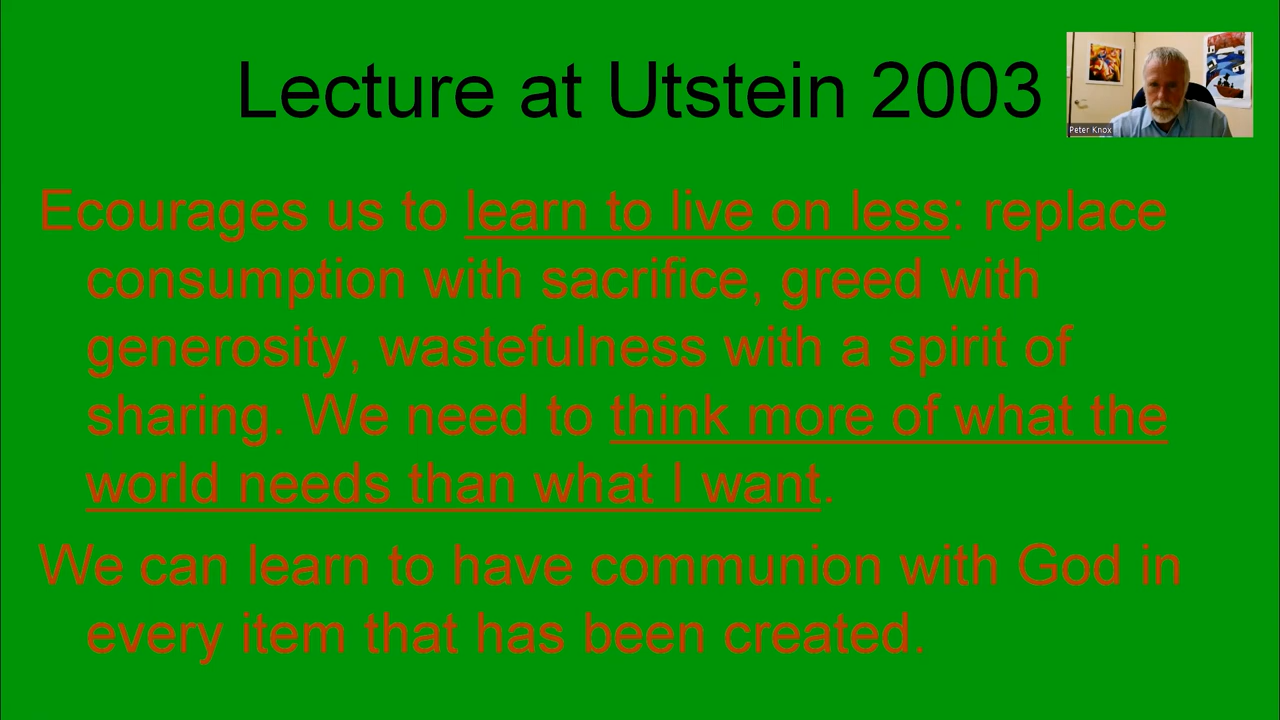 Lecture at Utstein 2003
Peter Knox
Ecourages us to learn to live on less: replace
consumption with sacrifice, greed with
generosity, wastefulness with a spirit of
sharing. We need to think more of what the
world needs than what I want.
We can learn to have communion with God in
every item that has been created.